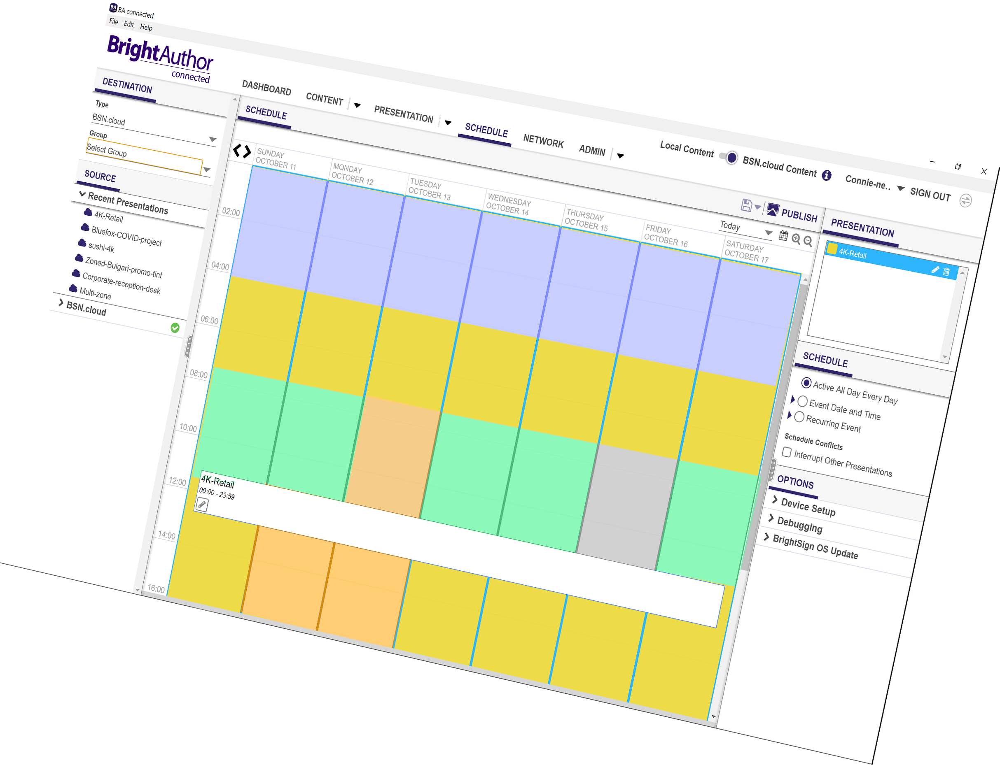 BA connected
File Edit Help
BrightAuthor
connected
DASHBOARD CONTENT PRESENTATION SCHEDULE NETWORK ADMIN
Local Content BSN.cloud Content Connie-ne.. SIGN OUT
DESTINATION
Type
BSN.cloud
Group
Select Group
SOURCE
Recent Presentations
4K-Retail
Bluefox-COVID-project
sushi-4k
Zoned-Bulgari-promo-tint
Corporate-reception-desk
Multi-zone
BSN.cloud
SCHEDULE
PUBLISH
Today
SUNDAY
OCTOBER 11
MONDAY
OCTOBER 12
TUESDAY
OCTOBER 13
WEDNESDAY
OCTOBER 14
THURSDAY
OCTOBER 15
FRIDAY
OCTOBER 16
SATURDAY
OCTOBER 17
02:00
04:00
06:00
08:00
10:00
12:00
14:00
16:00
4K-Retail
00:00 - 23:59
PRESENTATION
4K-Retail
SCHEDULE
Active All Day Every Day
Event Date and Time
Recurring Event
Schedule Conflicts
Interrupt Other Presentations
OPTIONS
Device Setup
Debugging
BrightSign OS Update